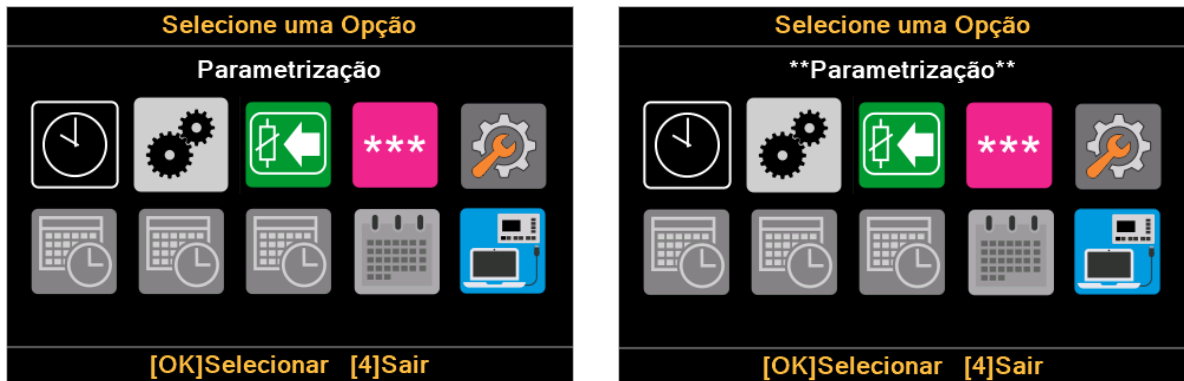 Selecione uma Opção
Parametrização
***
[OK]Selecionar [4]Sair
Selecione uma Opção
**Parametrização**
***
[OK]Selecionar [4]Sair